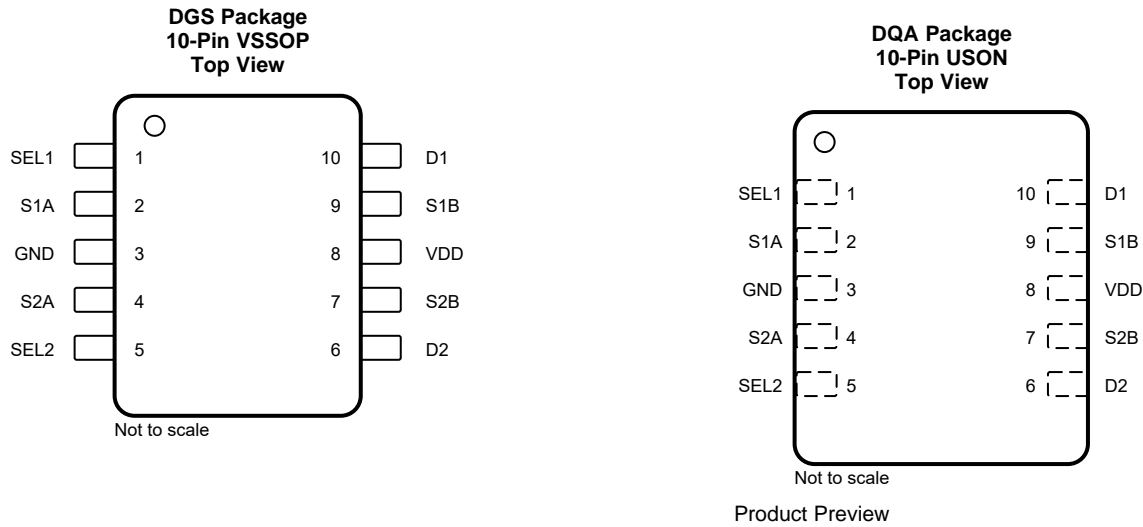 DGS Package
10-Pin VSSOP
Top View
SEL1 1 10 D1
S1A 2 9 S1B
GND 3 8 VDD
S2A 4 7 S2B
SEL2 5 6 D2
Not to scale
DQA Package
10-Pin USON
Top View
SEL1 1 10 D1
S1A 2 9 S1B
GND 3 8 VDD
S2A 4 7 S2B
SEL2 5 6 D2
Not to scale
Product Preview